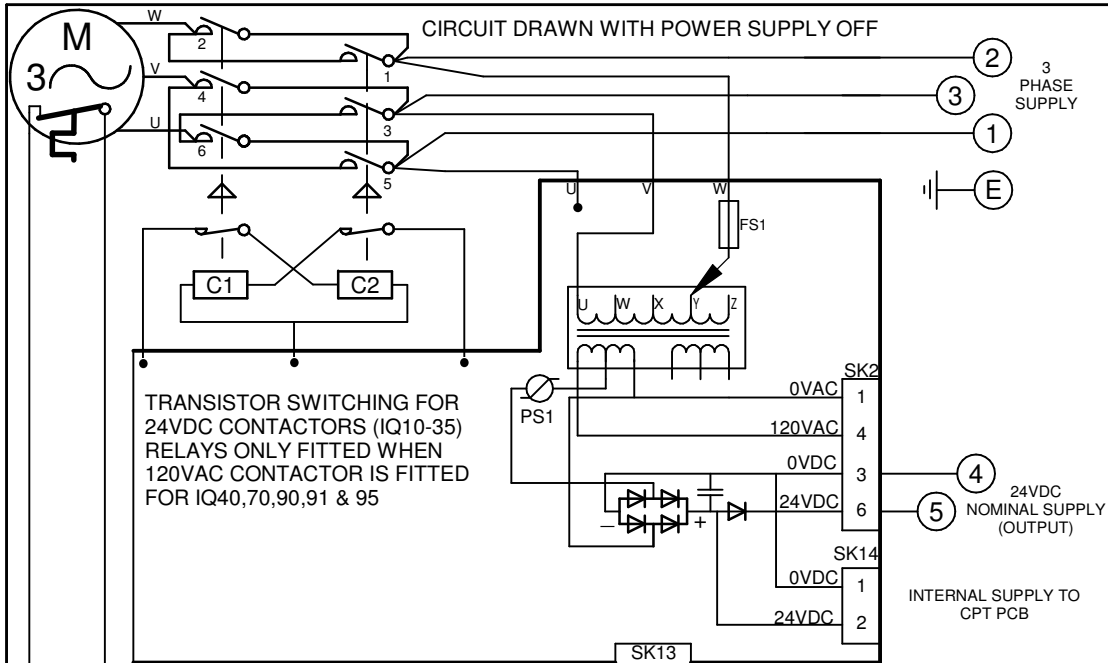 CIRCUIT DRAWN WITH POWER SUPPLY OFF
W
M
3
V
U
2
1
4
3
6
5
2
3
1
E
3
PHASE
SUPPLY
U
V
W
FS1
C1
C2
U
W
X
Y
Z
TRANSISTOR SWITCHING FOR
24VDC CONTACTORS (IQ10-35)
RELAYS ONLY FITTED WHEN
120VAC CONTACTOR IS FITTED
FOR IQ40,70,90,91 & 95
PS1
SK2
0VAC
1
120VAC
4
0VDC
3
24VDC
6
4
5
24VDC
NOMINAL SUPPLY
(OUTPUT)
–
+
SK14
0VDC
1
24VDC
2
INTERNAL SUPPLY TO
CPT PCB
SK13